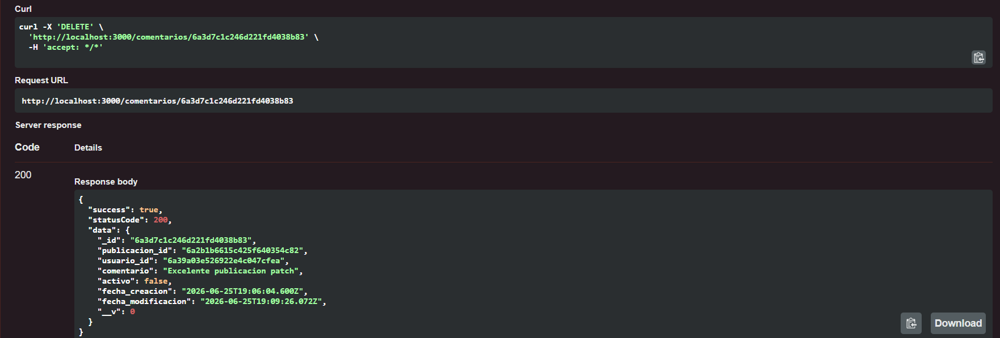 Curl
curl -X 'DELETE' \
  'http://localhost:3000/comentarios/6a3d7c1c246d221fd4038b83' \
  -H 'accept: */*'
Request URL
http://localhost:3000/comentarios/6a3d7c1c246d221fd4038b83
Server response
Code Details
200
Response body
{
  "success": true,
  "statusCode": 200,
  "data": {
    "_id": "6a3d7c1c246d221fd4038b83",
    "publicacion_id": "6a2b1b6615c425f640354c82",
    "usuario_id": "6a39a03e526922e4c047cfea",
    "comentario": "Excelente publicacion patch",
    "activo": false,
    "fecha_creacion": "2026-06-25T19:06:04.600Z",
    "fecha_modificacion": "2026-06-25T19:09:26.072Z",
    "__v": 0
  }
}
Download